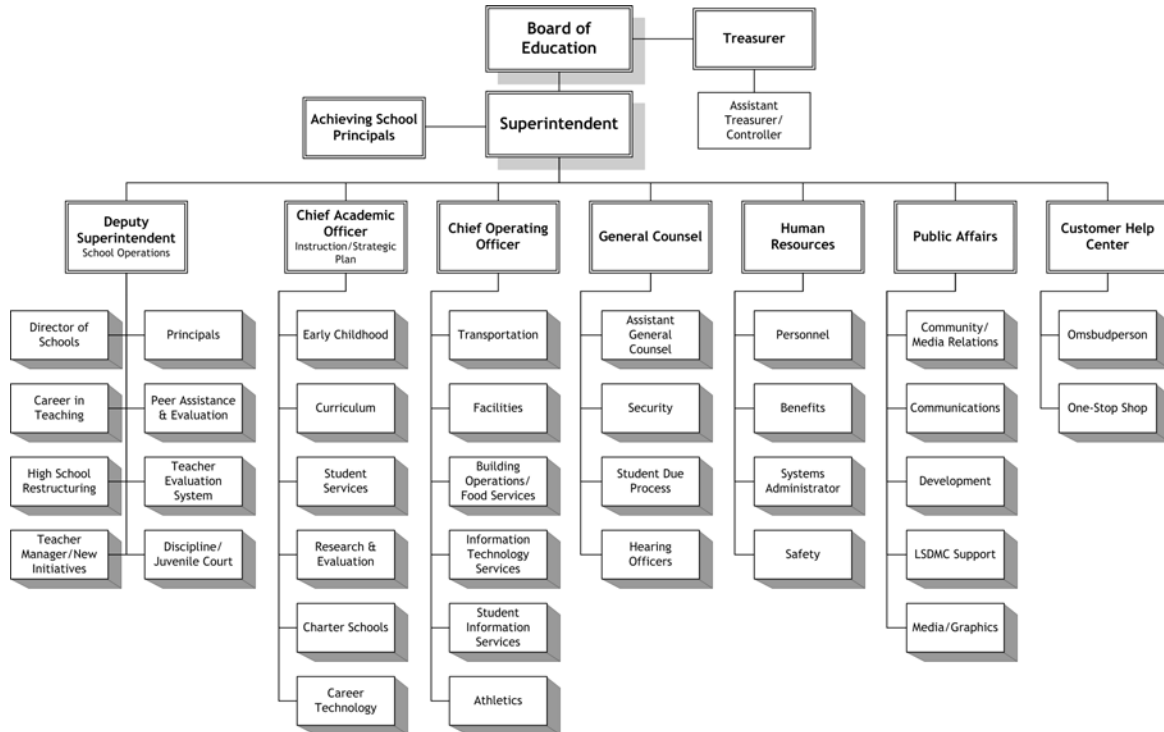 Board of
Education
Treasurer
Achieving School
Principals
Superintendent
Assistant
Treasurer/
Controller
Deputy
Superintendent
School Operations
Chief Academic
Officer
Instruction/Strategic
Plan
Chief Operating
Officer
General Counsel
Human
Resources
Public Affairs
Customer Help
Center
Director of
Schools
Principals
Career in
Teaching
Peer Assistance
& Evaluation
High School
Restructuring
Teacher
Evaluation
System
Teacher
Manager/New
Initiatives
Discipline/
Juvenile Court
Early Childhood
Curriculum
Student
Services
Research &
Evaluation
Charter Schools
Career
Technology
Transportation
Facilities
Building
Operations/
Food Services
Information
Technology
Services
Student
Information
Services
Athletics
Assistant
General
Counsel
Security
Student Due
Process
Hearing
Officers
Personnel
Benefits
Systems
Administrator
Safety
Community/
Media Relations
Communications
Development
LSDMC Support
Media/Graphics
Omsbudperson
One-Stop Shop